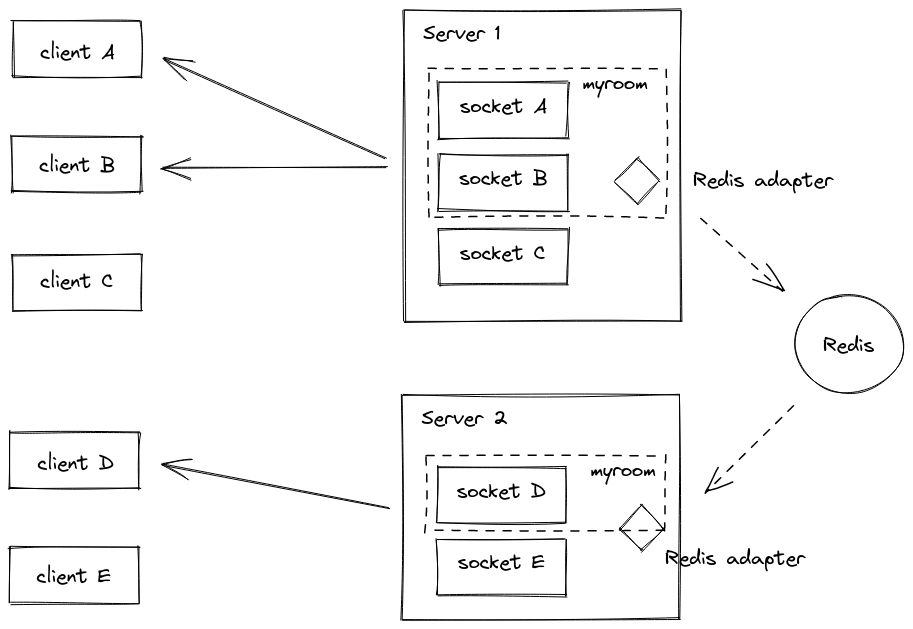 client A
client B
client C
Server 1
myroom
socket A
socket B
socket C
Redis adapter
Redis
client D
client E
Server 2
myroom
socket D
socket E
Redis adapter